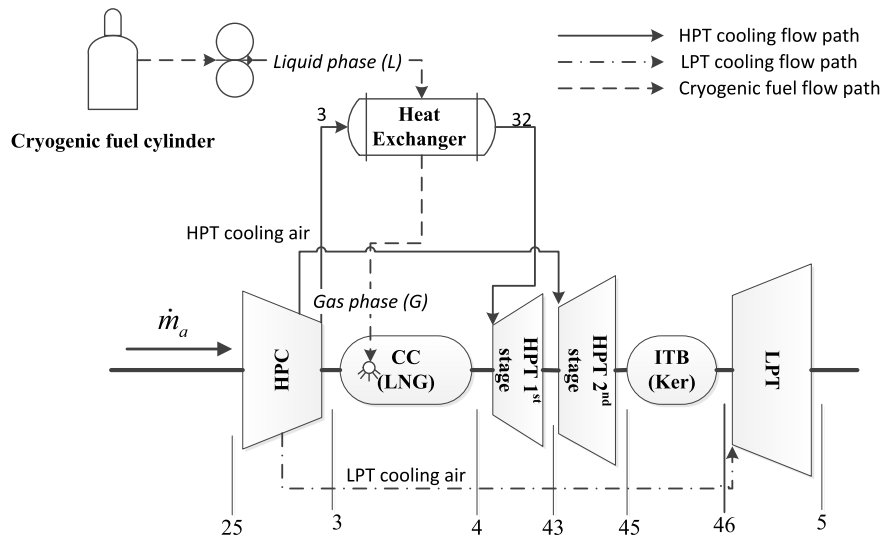 HPT cooling flow path
LPT cooling flow path
Cryogenic fuel flow path
Liquid phase (L)
Cryogenic fuel cylinder
3
Heat
Exchanger
32
HPT cooling air
Gas phase (G)
ṁₐ
HPC
CC
(LNG)
HPT 1st
stage
HPT 2nd
stage
ITB
(Ker)
LPT
LPT cooling air
25
3
4
43
45
46
5